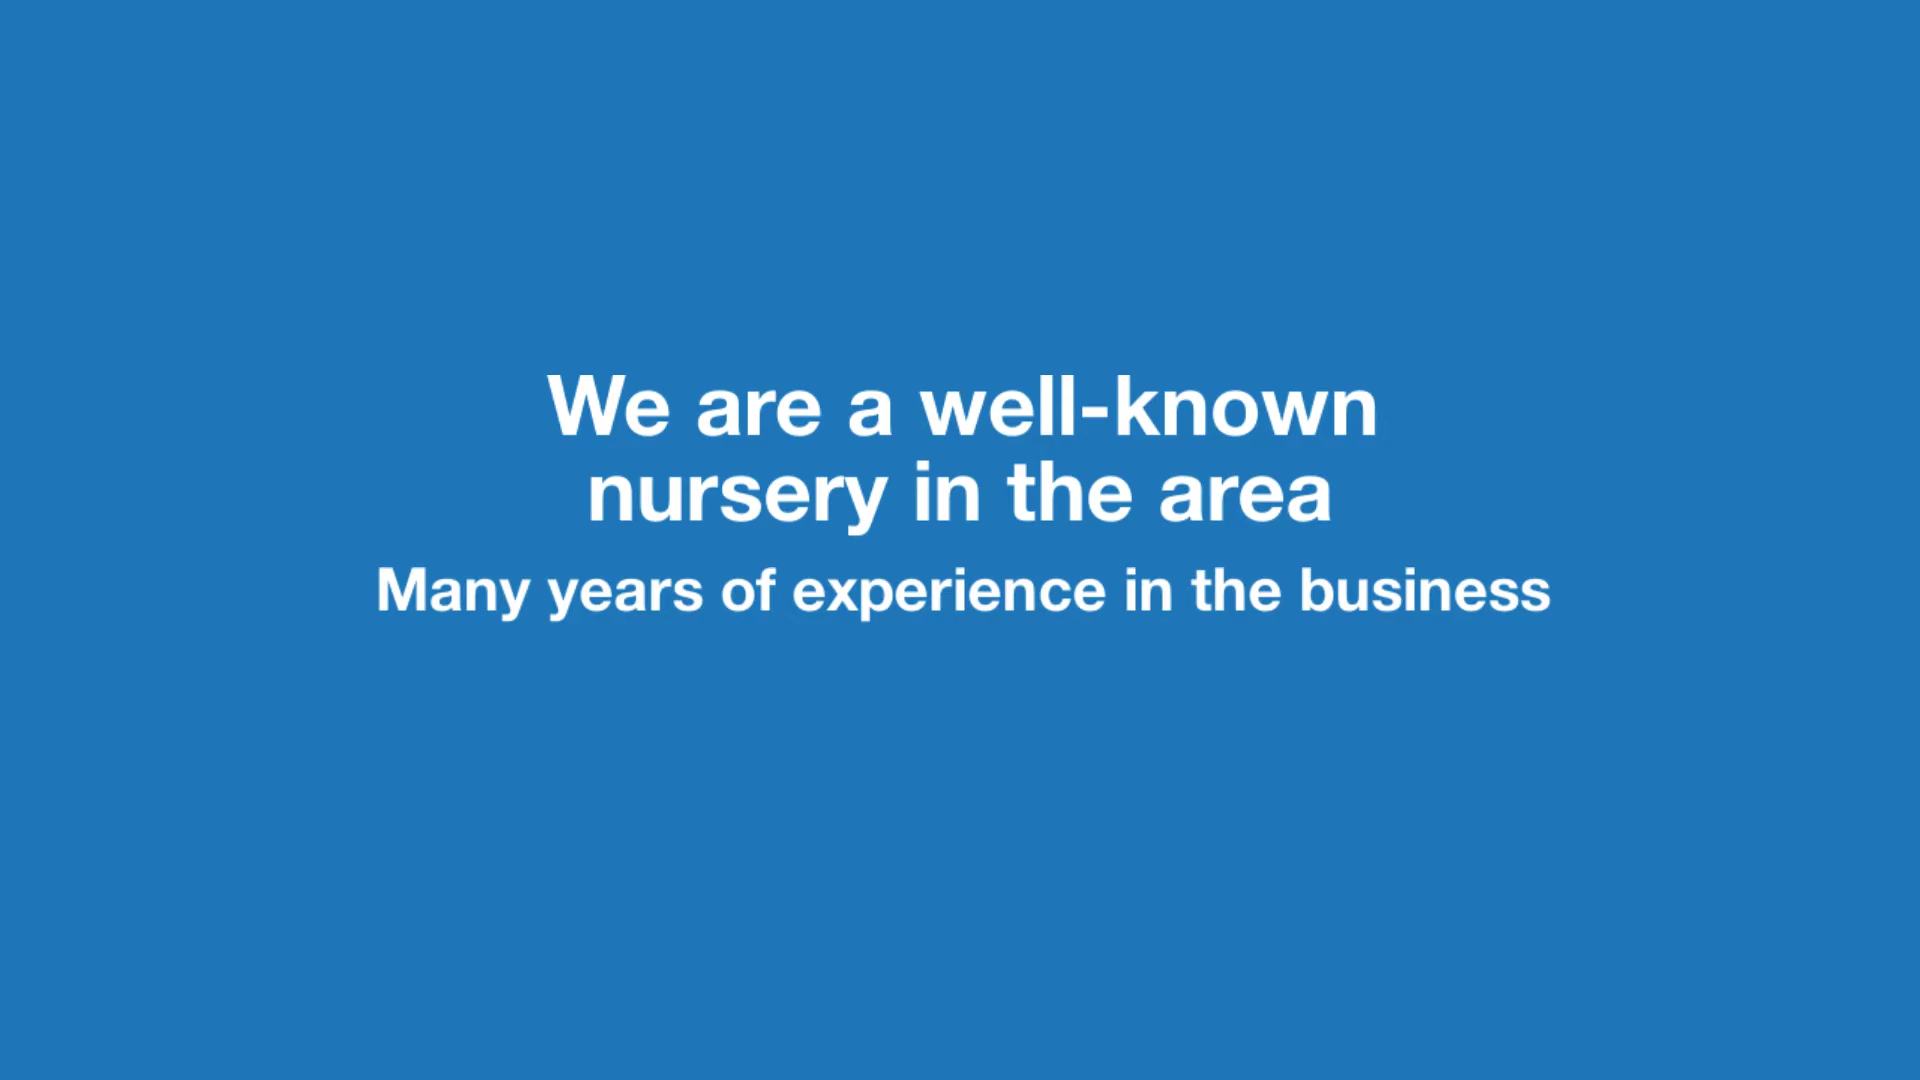 We are a well-known
nursery in the area
Many years of experience in the business